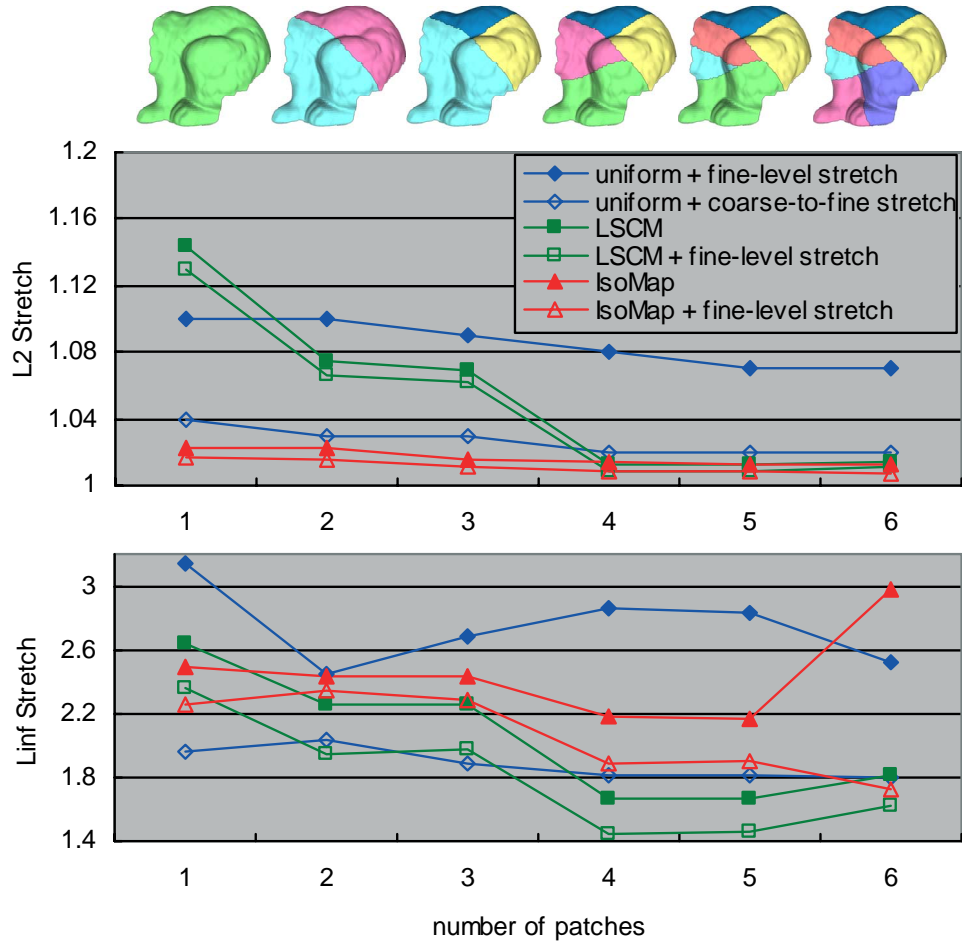 1.2
1.16
1.12
1.08
1.04
1
L2 Stretch
uniform + fine-level stretch
uniform + coarse-to-fine stretch
LSCM
LSCM + fine-level stretch
IsoMap
IsoMap + fine-level stretch
1 2 3 4 5 6
3
2.6
2.2
1.8
1.4
Linf Stretch
1 2 3 4 5 6
number of patches